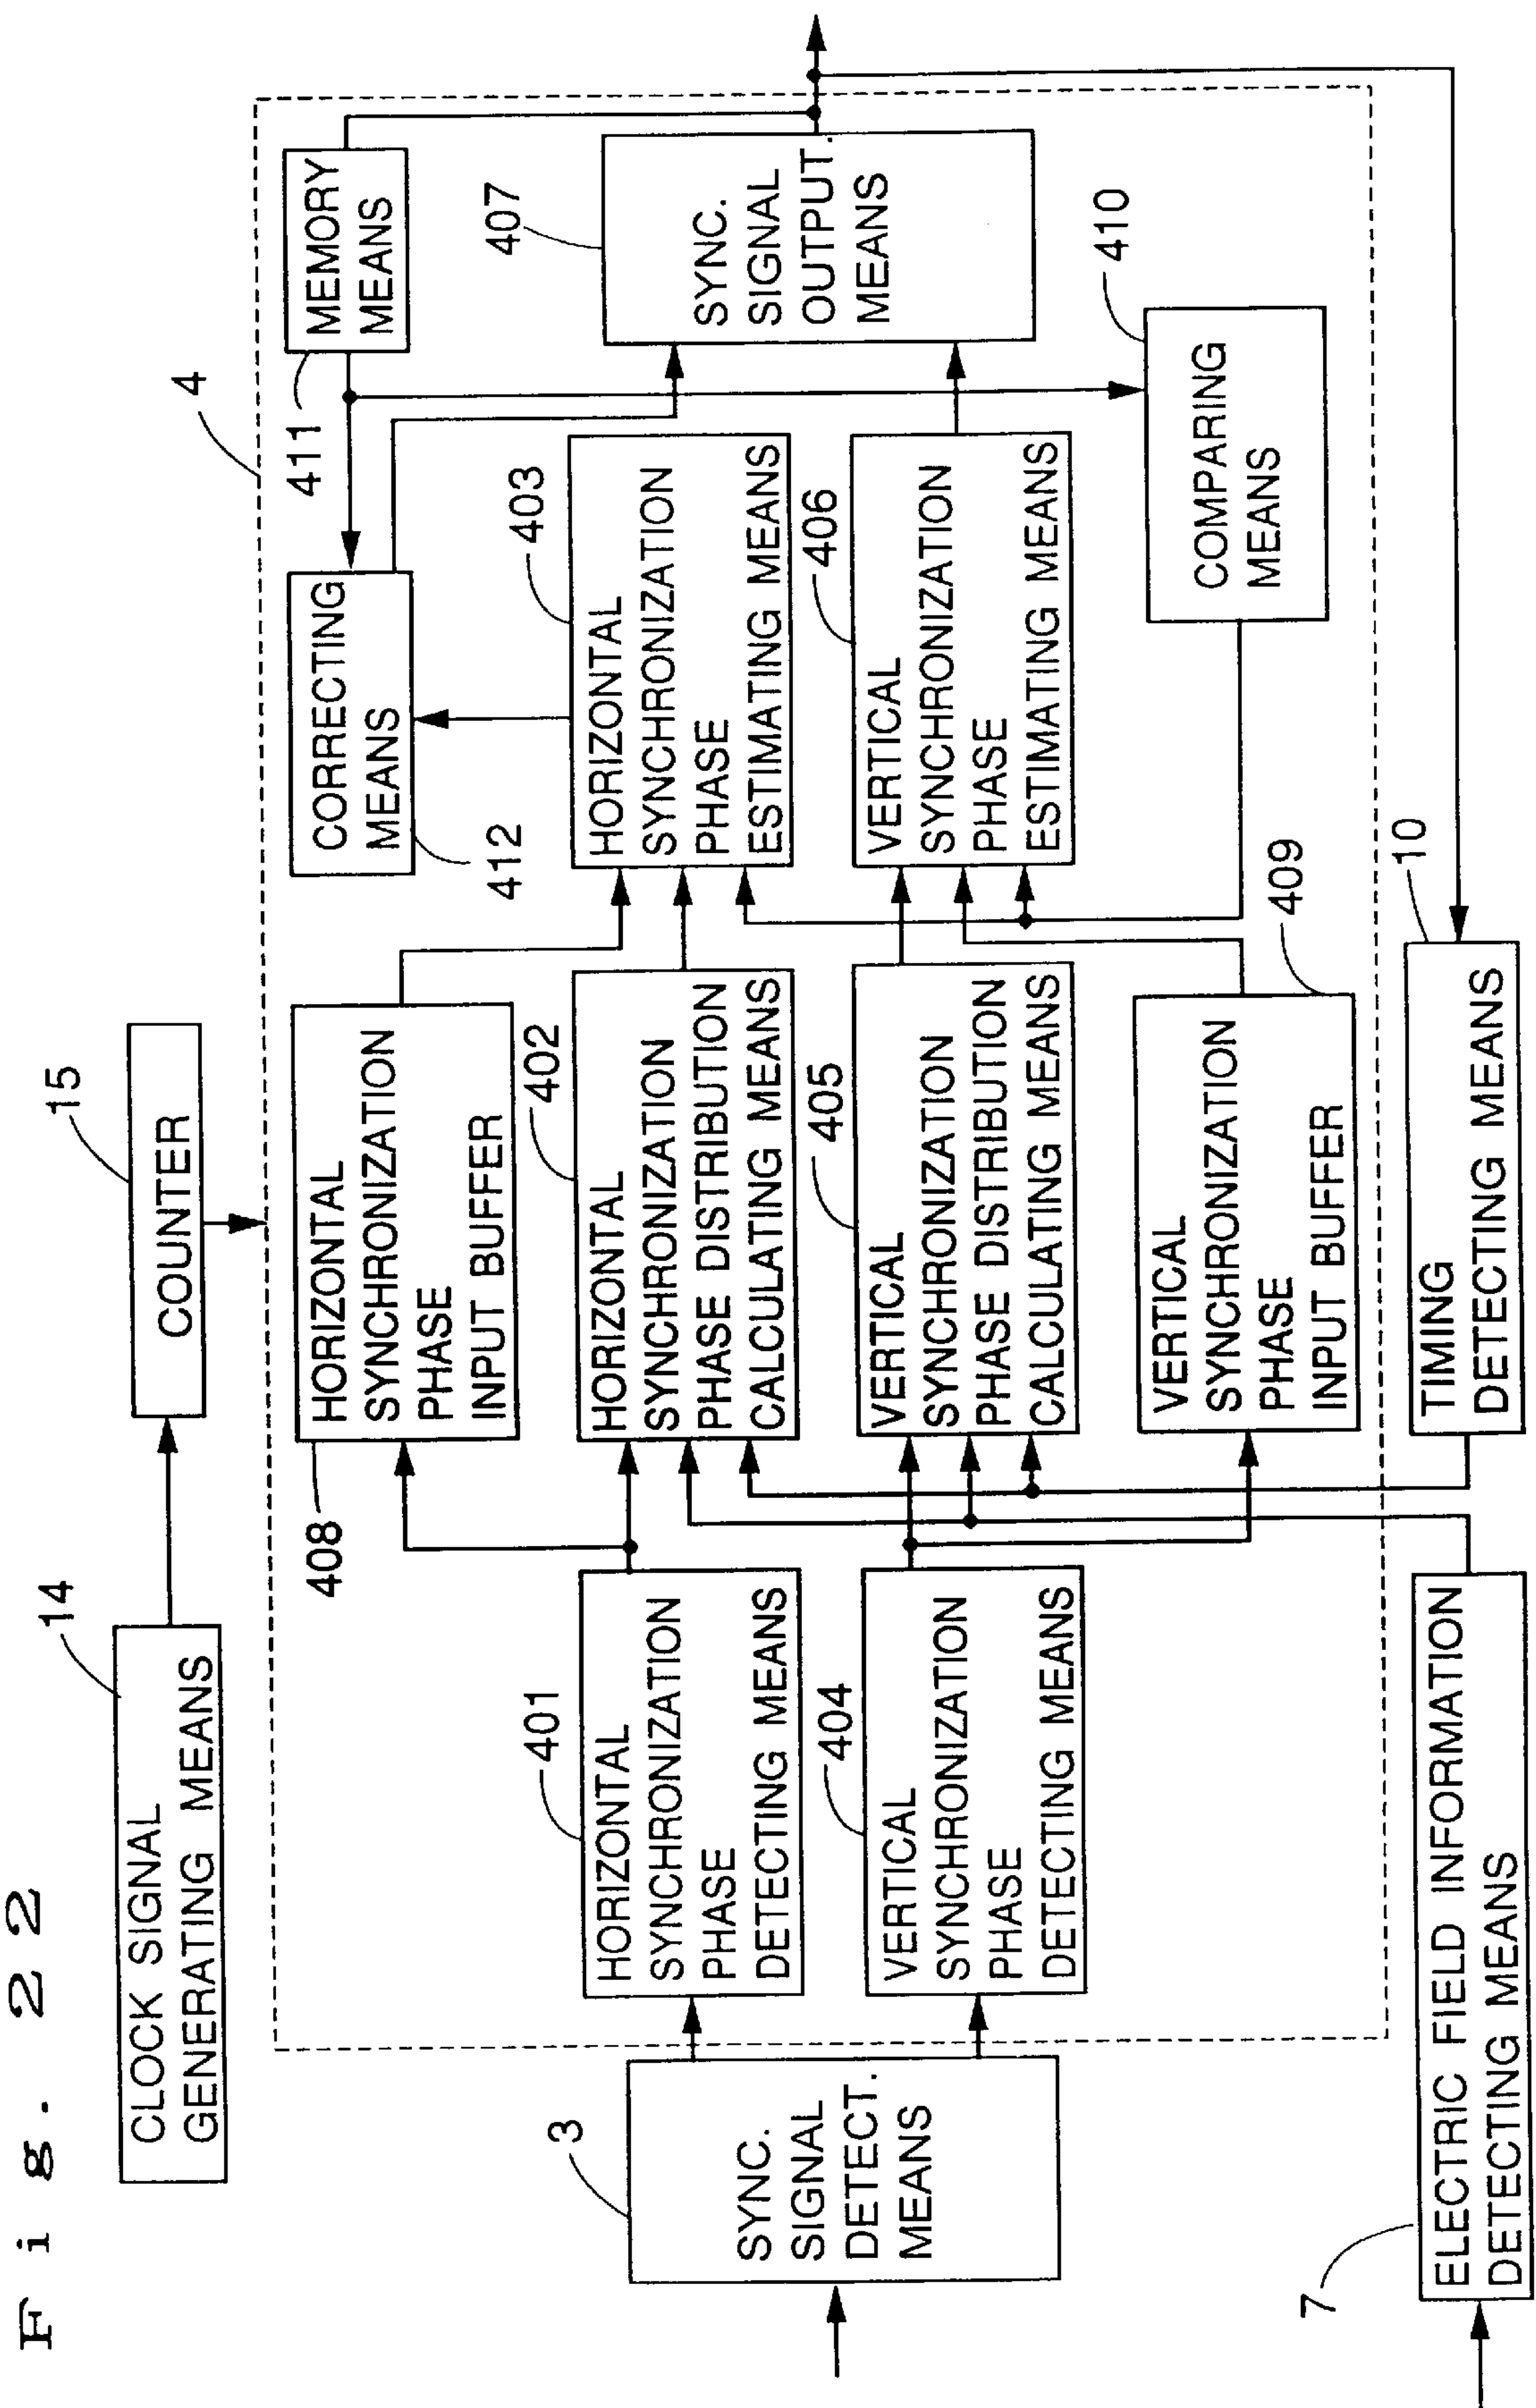 Fig. 22
14
CLOCK SIGNAL
GENERATING MEANS
15
COUNTER
4
3
SYNC.
SIGNAL
DETECT.
MEANS
401
HORIZONTAL
SYNCHRONIZATION
PHASE
DETECTING MEANS
404
VERTICAL
SYNCHRONIZATION
PHASE
DETECTING MEANS
408
HORIZONTAL
SYNCHRONIZATION
PHASE
INPUT BUFFER
402
HORIZONTAL
SYNCHRONIZATION
PHASE DISTRIBUTION
CALCULATING MEANS
405
VERTICAL
SYNCHRONIZATION
PHASE DISTRIBUTION
CALCULATING MEANS
409
VERTICAL
SYNCHRONIZATION
PHASE
INPUT BUFFER
412
CORRECTING
MEANS
403
HORIZONTAL
SYNCHRONIZATION
PHASE
ESTIMATING MEANS
406
VERTICAL
SYNCHRONIZATION
PHASE
ESTIMATING MEANS
411
MEMORY
MEANS
407
SYNC.
SIGNAL
OUTPUT.
MEANS
410
COMPARING
MEANS
7
ELECTRIC FIELD INFORMATION
DETECTING MEANS
10
TIMING
DETECTING MEANS